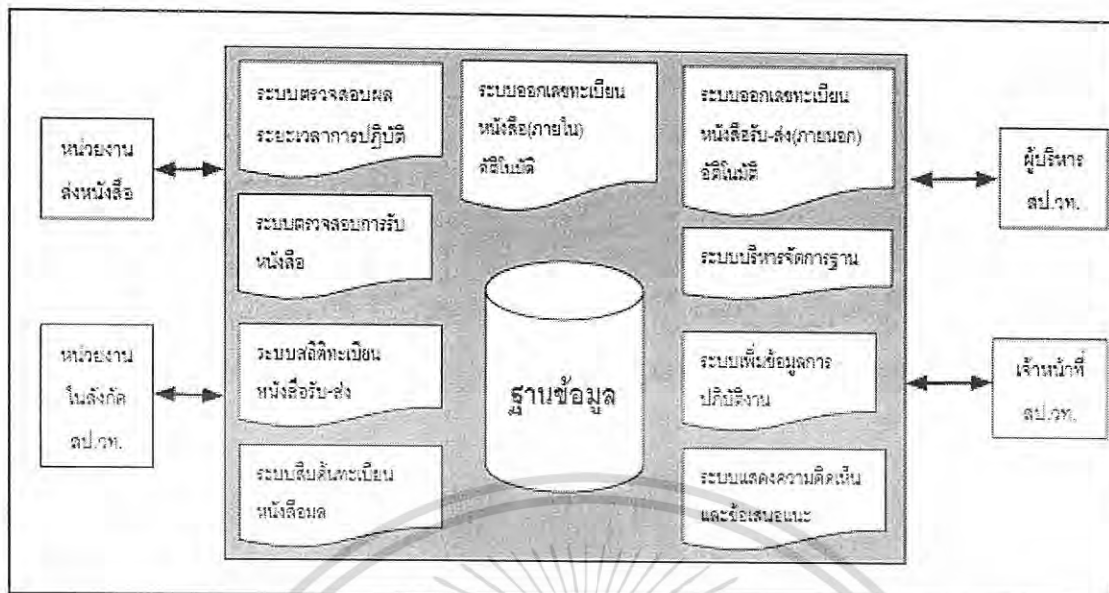 ระบบตรวจสอบผล
ระยะเวลาการปฏิบัติ
ระบบออกเลขทะเบียน
หนังสือ(ภายใน)
อัติโนมัติ
ระบบออกเลขทะเบียน
หนังสือรับ-ส่ง(ภายนอก)
อัติโนมัติ
หน่วยงาน
ส่งหนังสือ
ผู้บริหาร
สป.วท.
ระบบตรวจสอบการรับ
หนังสือ
ระบบบริหารจัดการฐาน
หน่วยงาน
ในสังกัด
สป.วท.
ระบบสถิติทะเบียน
หนังสือรับ-ส่ง
ฐานข้อมูล
ระบบเพิ่มข้อมูลการ
ปฏิบัติงาน
เจ้าหน้าที่
สป.วท.
ระบบสืบค้นทะเบียน
หนังสือ
ระบบแสดงความคิดเห็น
และข้อเสนอแนะ